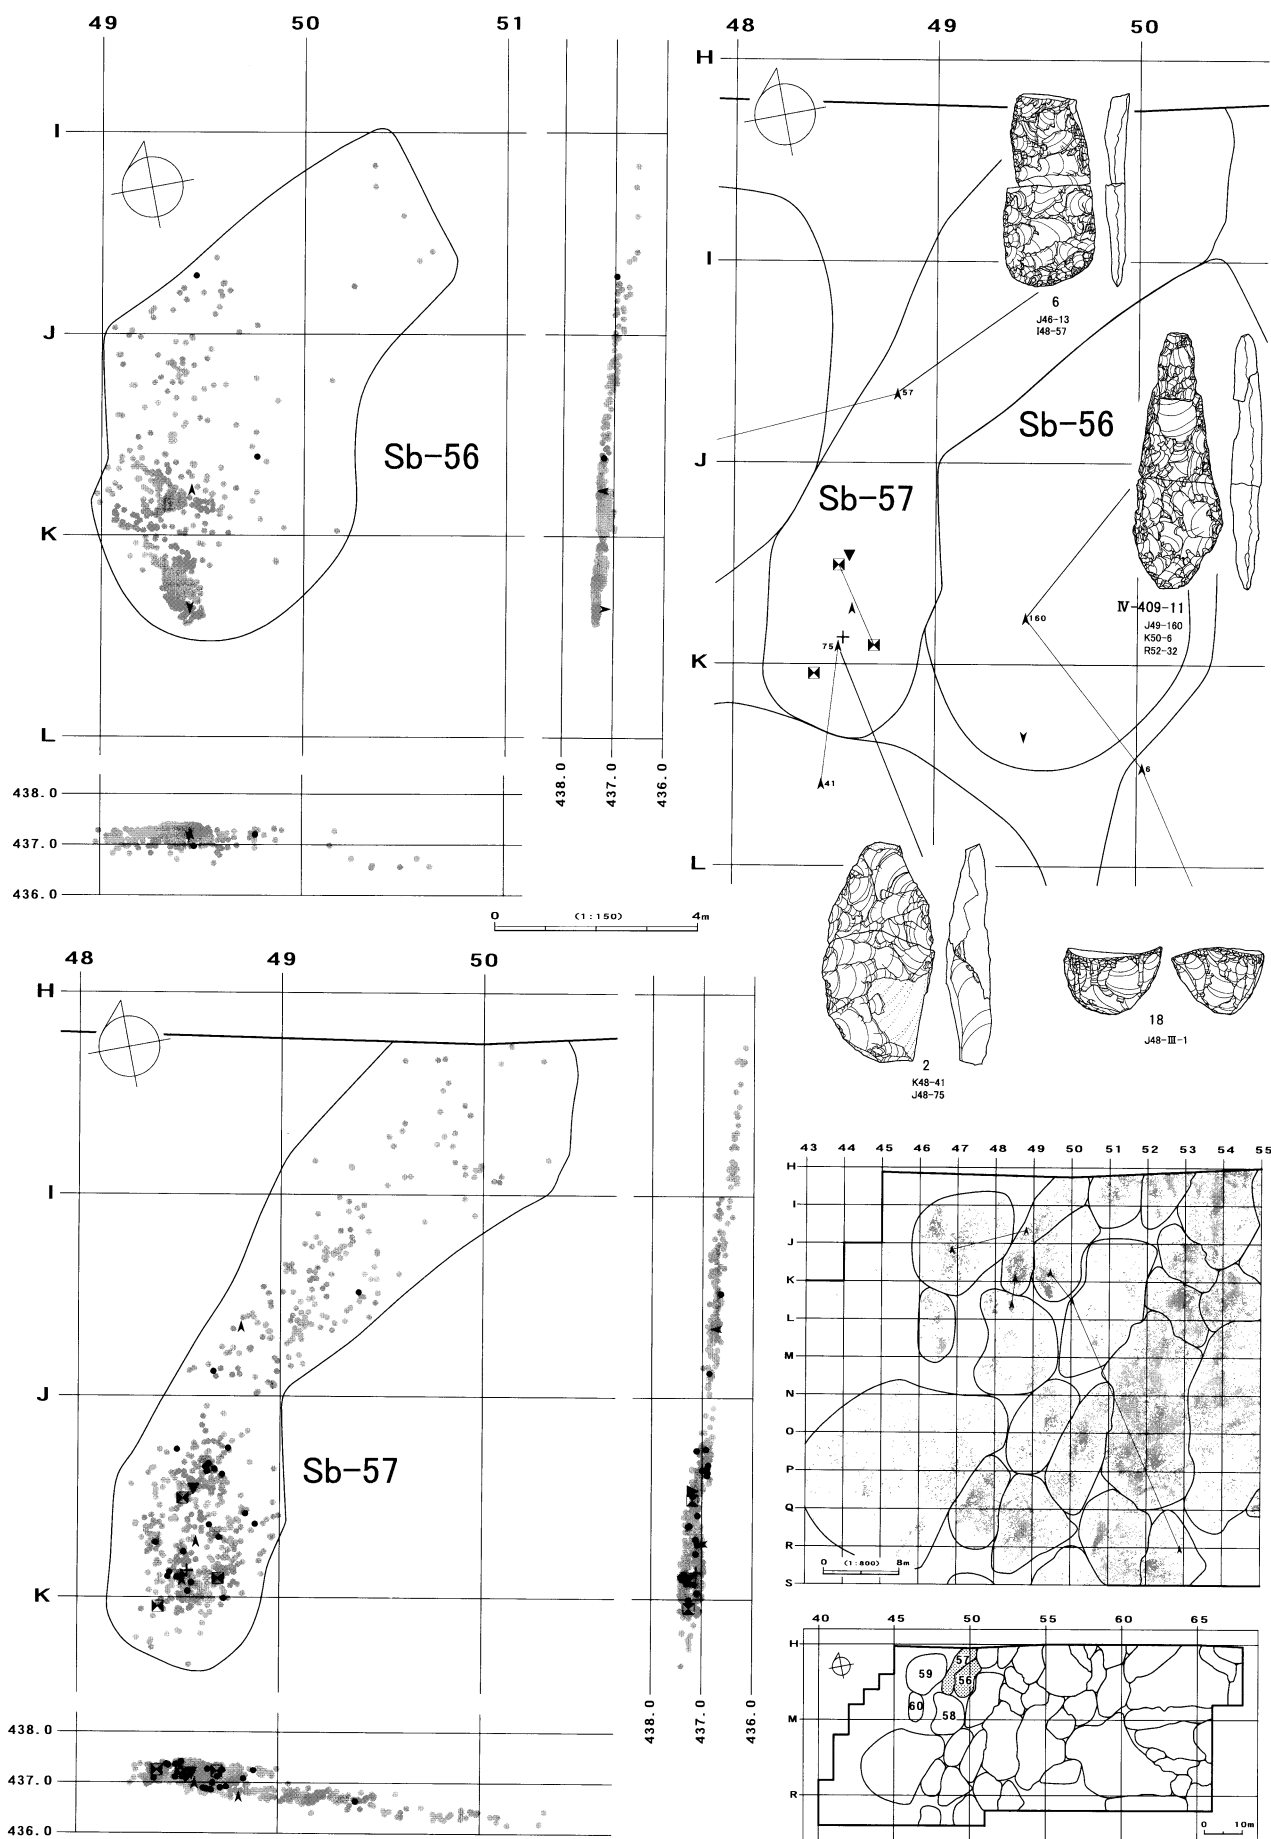 49 50 51
I
J
Sb-56
K
L
438.0 437.0 436.0
438.0
437.0
436.0
0 (1:150) 4m
48 49 50
H
I
57
Sb-56
J
Sb-57
160
75
K
41
6
L
6
J46-13
I48-57
IV-409-11
J49-160
K50-6
R52-32
2
K48-41
J48-75
18
J48-III-1
48 49 50
H
I
J
Sb-57
K
438.0 437.0 436.0
438.0
437.0
436.0
43 44 45 46 47 48 49 50 51 52 53 54 55
H
I
J
K
L
M
N
O
P
Q
R
S
0 (1:800) 8m
40 45 50 55 60 65
H
57
59
56
60
58
M
R
0 10m